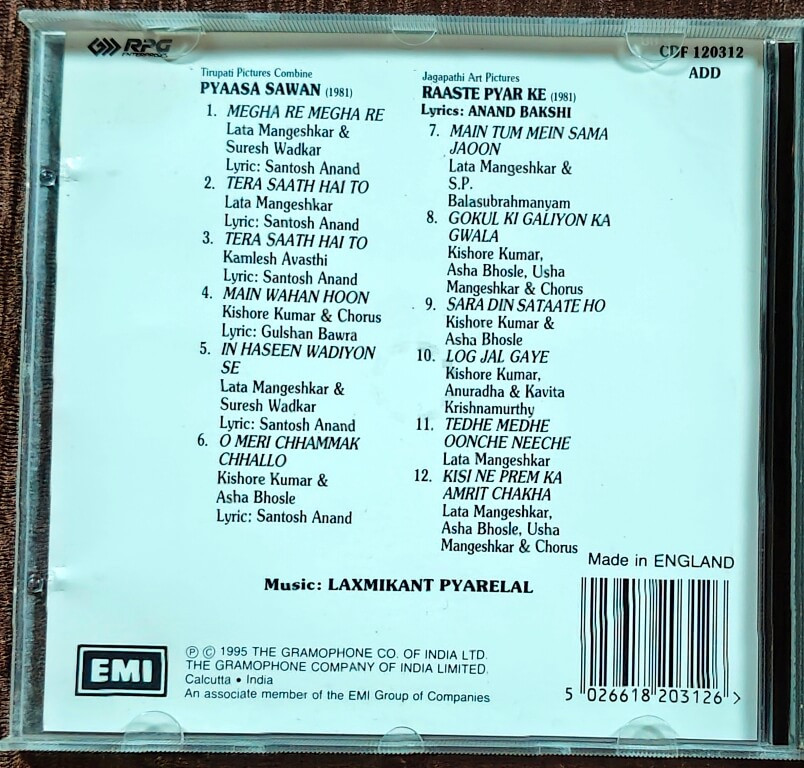 RPG
ENTERPRISES
CDF 120312
ADD
Tirupati Pictures Combine
PYAASA SAWAN (1981)
1. MEGHA RE MEGHA RE
Lata Mangeshkar &
Suresh Wadkar
Lyric: Santosh Anand
2. TERA SAATH HAI TO
Lata Mangeshkar
Lyric: Santosh Anand
3. TERA SAATH HAI TO
Kamlesh Avasthi
Lyric: Santosh Anand
4. MAIN WAHAN HOON
Kishore Kumar & Chorus
Lyric: Gulshan Bawra
5. IN HASEEN WADIYON
SE
Lata Mangeshkar &
Suresh Wadkar
Lyric: Santosh Anand
6. O MERI CHHAMMAK
CHHALLO
Kishore Kumar &
Asha Bhosle
Lyric: Santosh Anand
Jagapathi Art Pictures
RAASTE PYAR KE (1981)
Lyrics: ANAND BAKSHI
7. MAIN TUM MEIN SAMA
JAOON
Lata Mangeshkar &
S.P.
Balasubrahmanyam
8. GOKUL KI GALIYON KA
GWALA
Kishore Kumar,
Asha Bhosle, Usha
Mangeshkar & Chorus
9. SARA DIN SATAATE HO
Kishore Kumar &
Asha Bhosle
10. LOG JAL GAYE
Kishore Kumar,
Anuradha & Kavita
Krishnamurthy
11. TEDHE MEDHE
OONCHE NEECHE
Lata Mangeshkar
12. KISI NE PREM KA
AMRIT CHAKHA
Lata Mangeshkar,
Asha Bhosle, Usha
Mangeshkar & Chorus
Made in ENGLAND
Music: LAXMIKANT PYARELAL
EMI
℗ © 1995 THE GRAMOPHONE CO. OF INDIA LTD.
THE GRAMOPHONE COMPANY OF INDIA LIMITED.
Calcutta • India
An associate member of the EMI Group of Companies
5 026618 203126 >